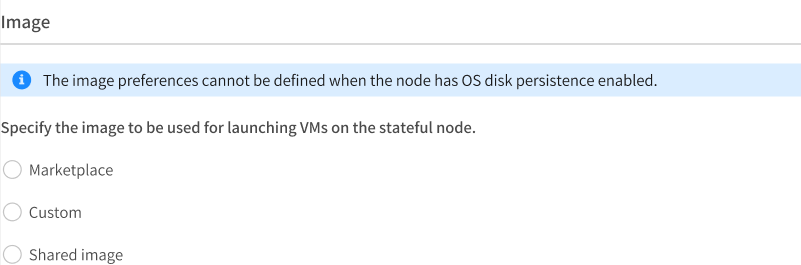 Image
The image preferences cannot be defined when the node has OS disk persistence enabled.
Specify the image to be used for launching VMs on the stateful node.
Marketplace
Custom
Shared image